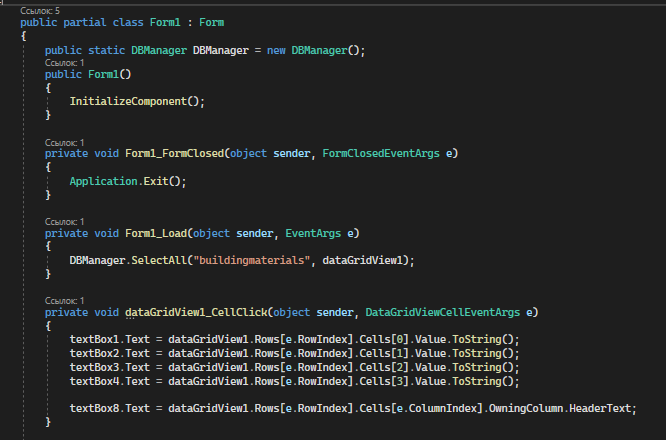 Ссылок: 5
public partial class Form1 : Form
{
public static DBManager DBManager = new DBManager();
Ссылок: 1
public Form1()
{
InitializeComponent();
}
Ссылок: 1
private void Form1_FormClosed(object sender, FormClosedEventArgs e)
{
Application.Exit();
}
Ссылок: 1
private void Form1_Load(object sender, EventArgs e)
{
DBManager.SelectAll("buildingmaterials", dataGridView1);
}
Ссылок: 1
private void dataGridView1_CellClick(object sender, DataGridViewCellEventArgs e)
{
textBox1.Text = dataGridView1.Rows[e.RowIndex].Cells[0].Value.ToString();
textBox2.Text = dataGridView1.Rows[e.RowIndex].Cells[1].Value.ToString();
textBox3.Text = dataGridView1.Rows[e.RowIndex].Cells[2].Value.ToString();
textBox4.Text = dataGridView1.Rows[e.RowIndex].Cells[3].Value.ToString();
textBox8.Text = dataGridView1.Rows[e.RowIndex].Cells[e.ColumnIndex].OwningColumn.HeaderText;
}